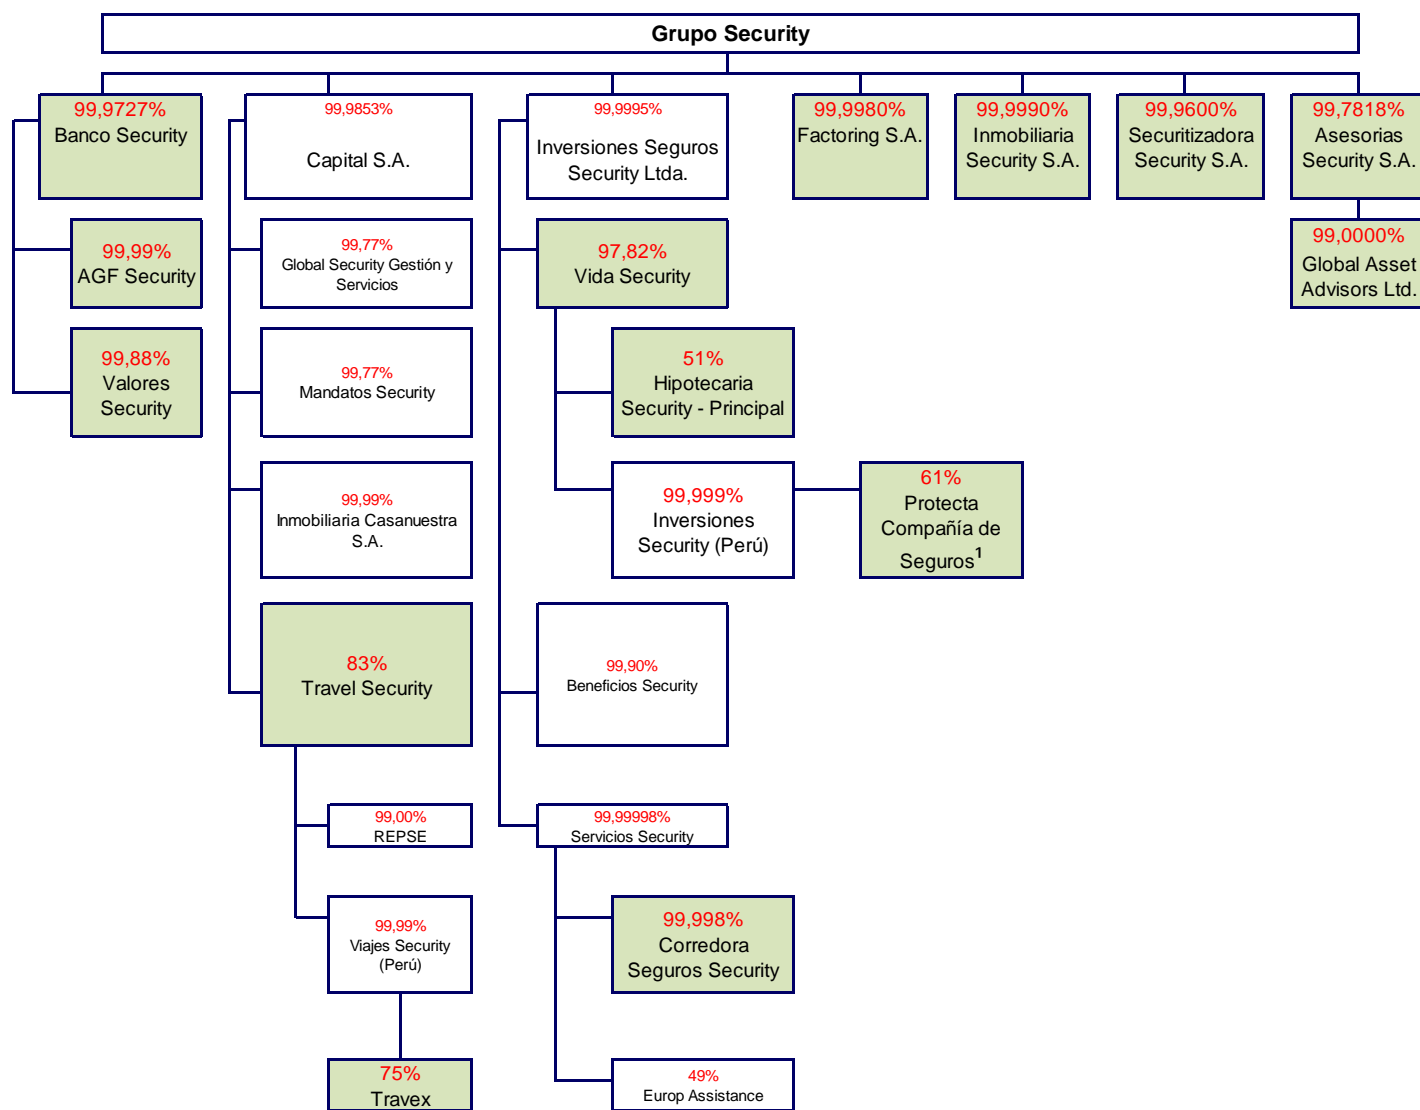 Grupo Security
99,9727%
Banco Security
99,9853%
Capital S.A.
99,9995%
Inversiones Seguros
Security Ltda.
99,9980%
Factoring S.A.
99,9990%
Inmobiliaria
Security S.A.
99,9600%
Securitizadora
Security S.A.
99,7818%
Asesorias
Security S.A.
99,99%
AGF Security
99,77%
Global Security Gestión y
Servicios
97,82%
Vida Security
99,0000%
Global Asset
Advisors Ltd.
99,88%
Valores
Security
99,77%
Mandatos Security
51%
Hipotecaria
Security - Principal
99,99%
Inmobiliaria Casanuestra
S.A.
99,999%
Inversiones
Security (Perú)
61%
Protecta
Compañía de
Seguros¹
83%
Travel Security
99,90%
Beneficios Security
99,00%
REPSE
99,99998%
Servicios Security
99,99%
Viajes Security
(Perú)
99,998%
Corredora
Seguros Security
75%
Travex
49%
Europ Assistance